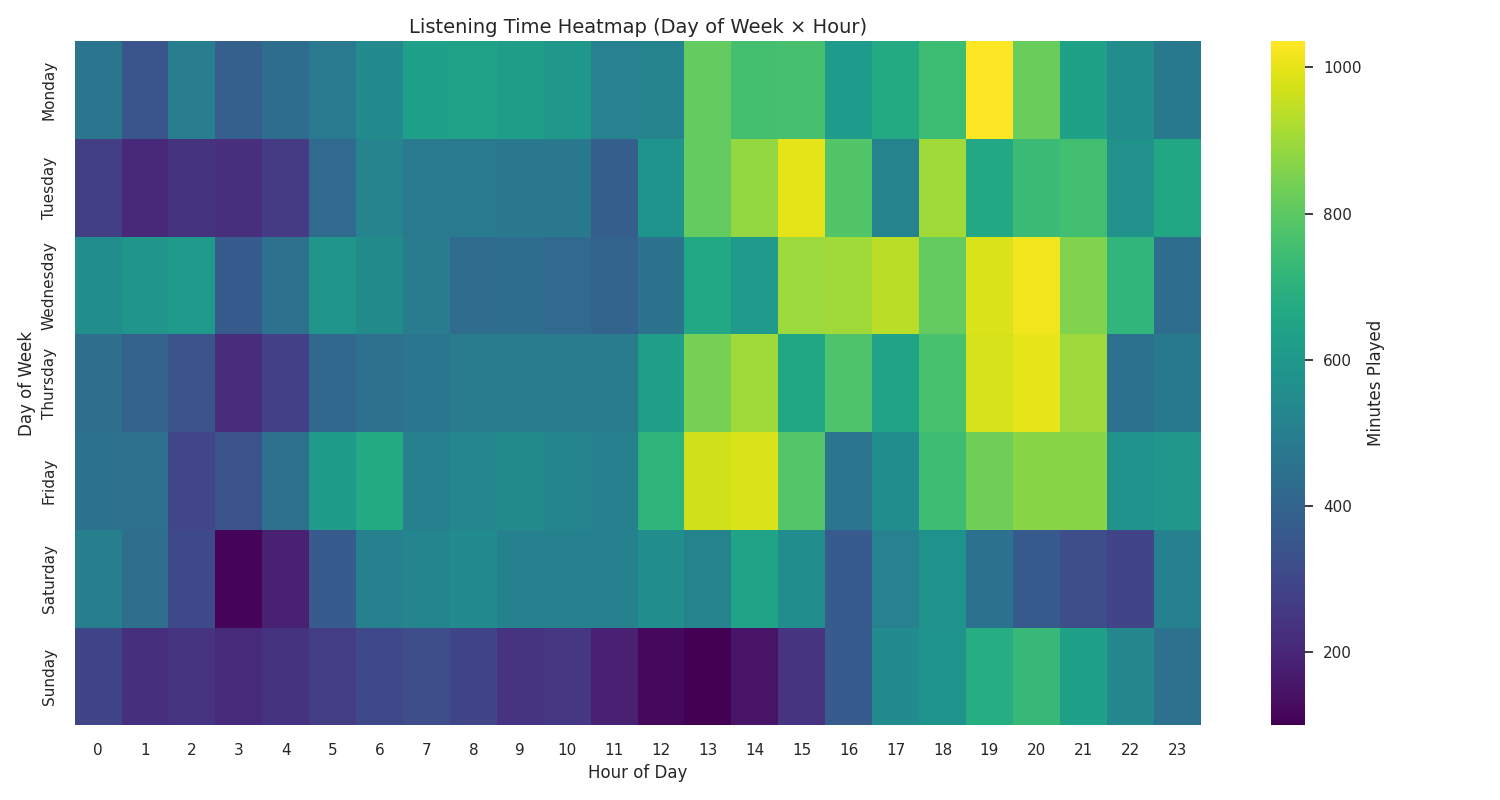 Listening Time Heatmap (Day of Week × Hour)
Day of Week
Monday
Tuesday
Wednesday
Thursday
Friday
Saturday
Sunday
0 1 2 3 4 5 6 7 8 9 10 11 12 13 14 15 16 17 18 19 20 21 22 23
Hour of Day
1000
800
600
400
200
Minutes Played